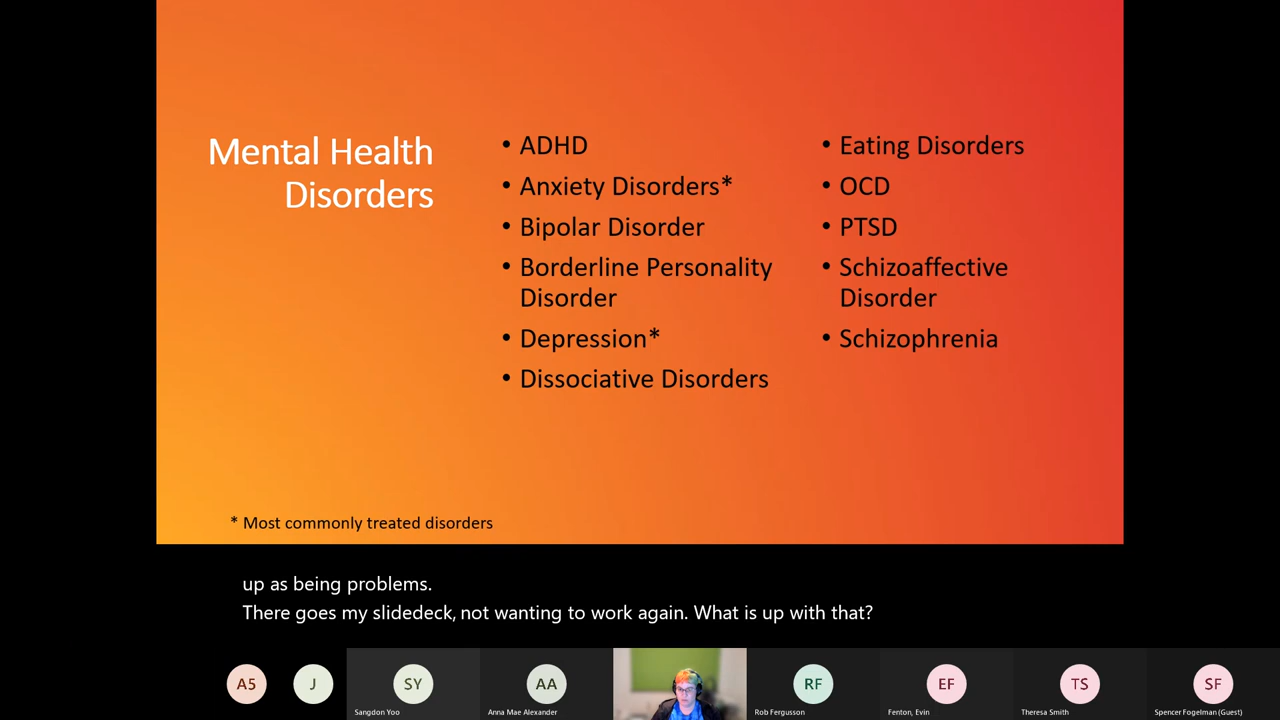 Mental Health
Disorders
• ADHD
• Anxiety Disorders*
• Bipolar Disorder
• Borderline Personality
Disorder
• Depression*
• Dissociative Disorders
• Eating Disorders
• OCD
• PTSD
• Schizoaffective
Disorder
• Schizophrenia
* Most commonly treated disorders
up as being problems.
There goes my slidedeck, not wanting to work again. What is up with that?
A5
J
SY
Sangdon Yoo
AA
Anna Mae Alexander
RF
Rob Fergusson
EF
Fenton, Evin
TS
Theresa Smith
SF
Spencer Fogelman (Guest)